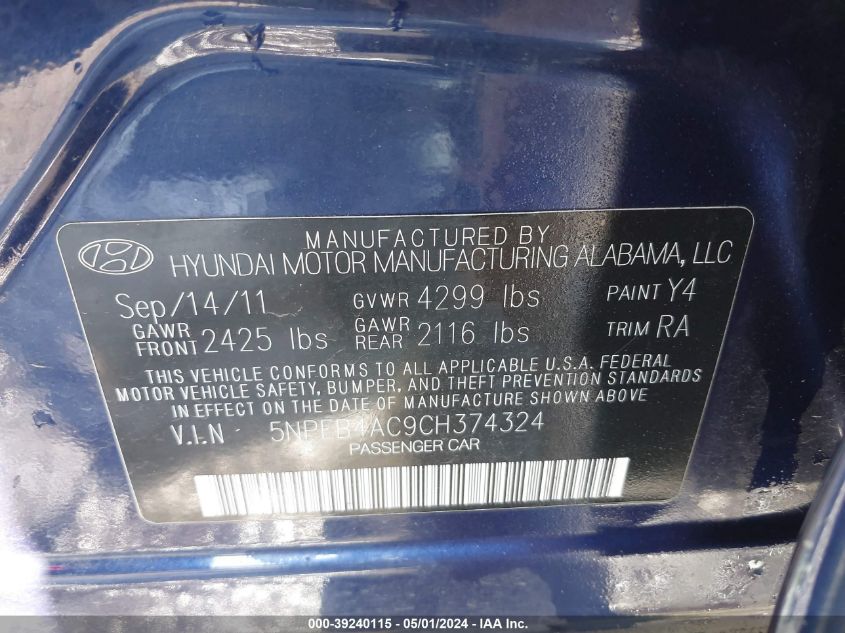 MANUFACTURED BY
HYUNDAI MOTOR MANUFACTURING ALABAMA, LLC
Sep/14/11 GVWR 4299 lbs PAINT Y4
GAWR FRONT 2425 lbs GAWR REAR 2116 lbs TRIM RA
THIS VEHICLE CONFORMS TO ALL APPLICABLE U.S.A. FEDERAL
MOTOR VEHICLE SAFETY, BUMPER, AND THEFT PREVENTION STANDARDS
IN EFFECT ON THE DATE OF MANUFACTURE SHOWN ABOVE
V.I.N 5NPEB4AC9CH374324
PASSENGER CAR
000-39240115 - 05/01/2024 - IAA